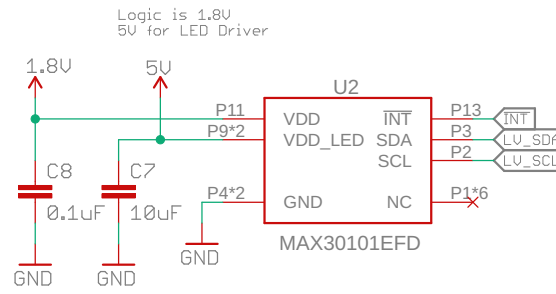 Logic is 1.8V
5V for LED Driver
1.8V
5V
U2
P11 VDD INT P13 INT
P9*2 VDD_LED SDA P3 LV_SDA
SCL P2 LV_SCL
C8 C7
P4*2 GND NC P1*6
0.1uF 10uF
MAX30101EFD
GND GND GND